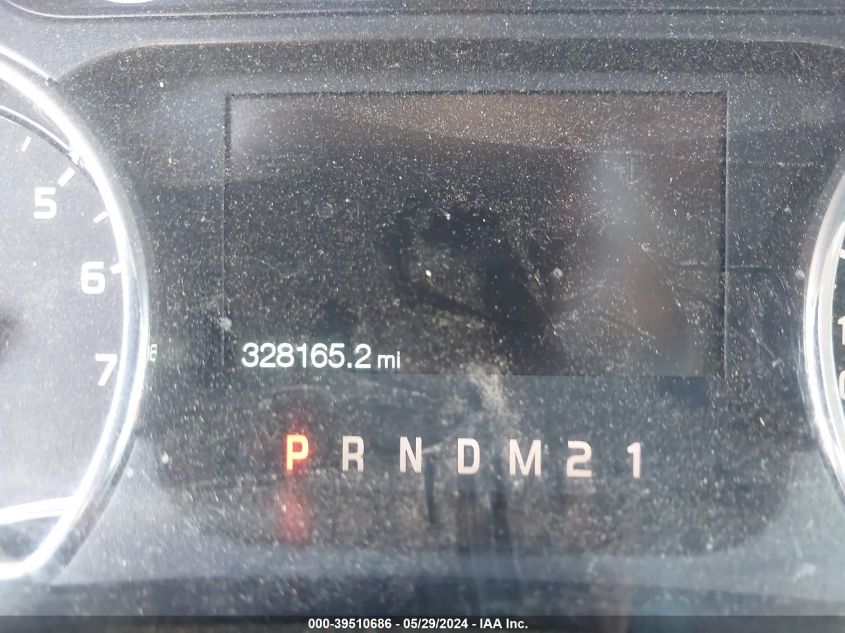 5
6
7
328165.2 mi
P R N D M 2 1
000-39510686 / 05/29/2024 - IAA Inc.